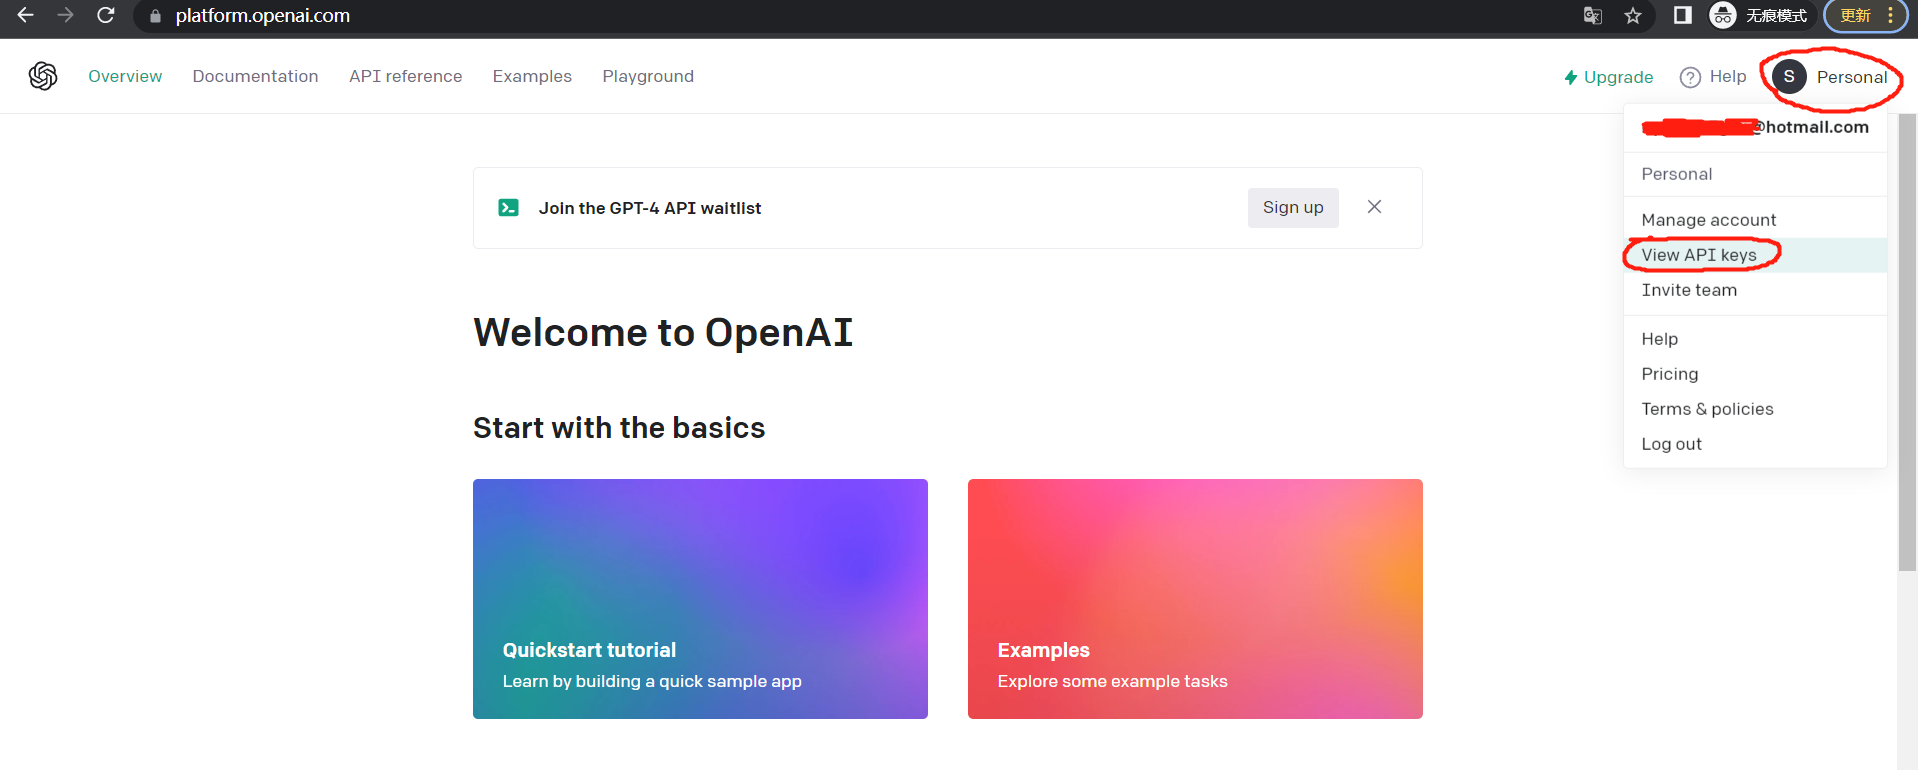 platform.openai.com
无痕模式
更新
Overview Documentation API reference Examples Playground
Upgrade Help S Personal
@hotmail.com
Personal
Manage account
View API keys
Invite team
Help
Pricing
Terms & policies
Log out
Join the GPT-4 API waitlist
Sign up
Welcome to OpenAI
Start with the basics
Quickstart tutorial
Learn by building a quick sample app
Examples
Explore some example tasks